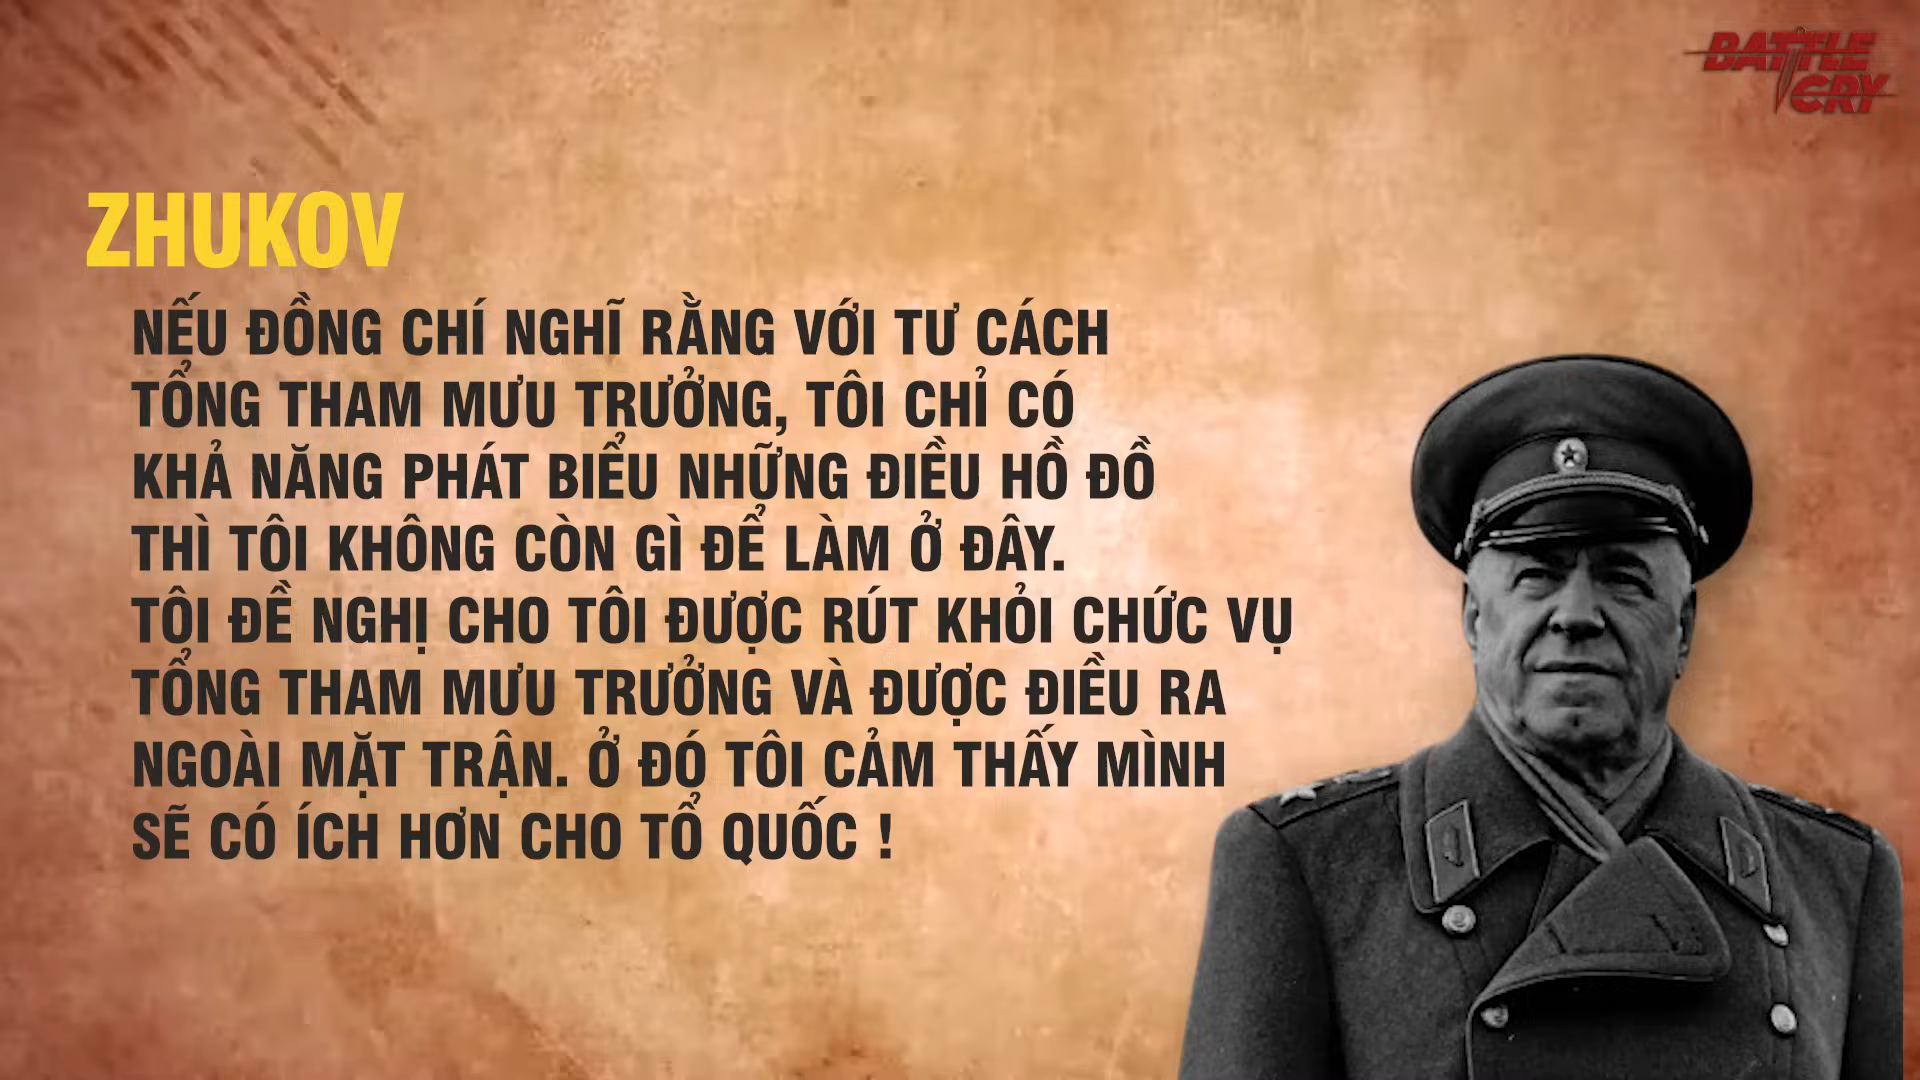 BATTLE
CRY
ZHUKOV
NẾU ĐỒNG CHÍ NGHĨ RẰNG VỚI TƯ CÁCH
TỔNG THAM MƯU TRƯỞNG, TÔI CHỈ CÓ
KHẢ NĂNG PHÁT BIỂU NHỮNG ĐIỀU HỒ ĐỒ
THÌ TÔI KHÔNG CÒN GÌ ĐỂ LÀM Ở ĐÂY.
TÔI ĐỀ NGHỊ CHO TÔI ĐƯỢC RÚT KHỎI CHỨC VỤ
TỔNG THAM MƯU TRƯỞNG VÀ ĐƯỢC ĐIỀU RA
NGOÀI MẶT TRẬN. Ở ĐÓ TÔI CẢM THẤY MÌNH
SẼ CÓ ÍCH HƠN CHO TỔ QUỐC !